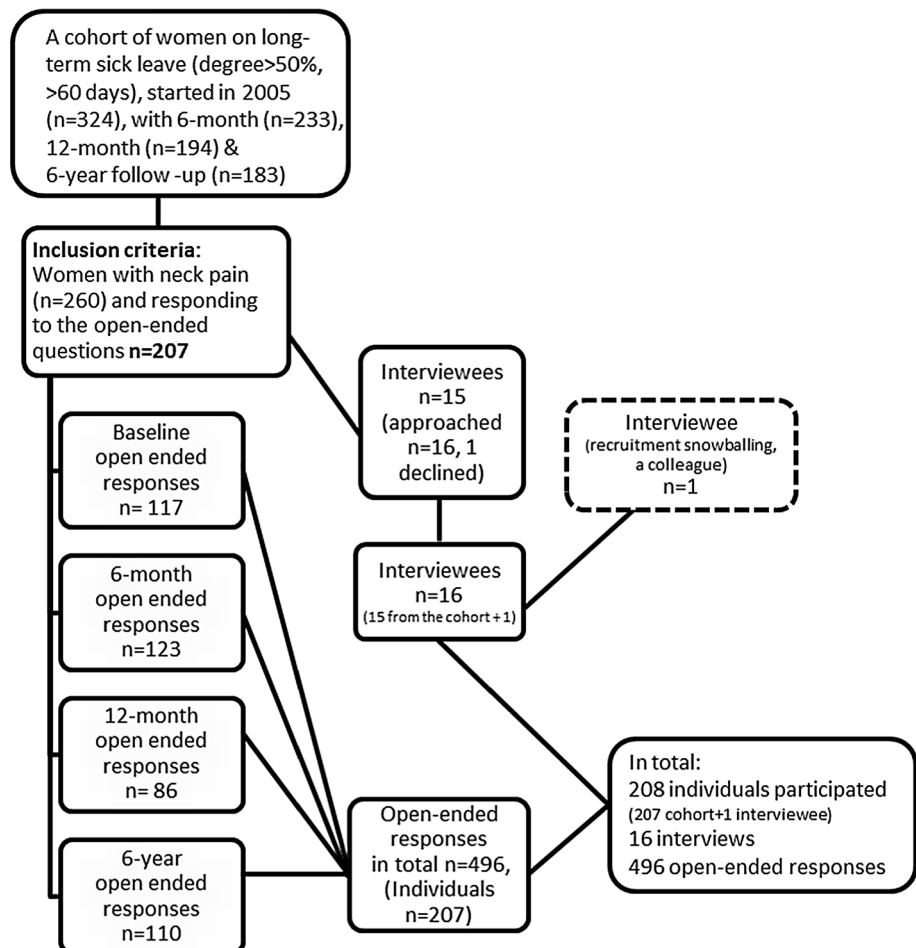 A cohort of women on long-
term sick leave (degree>50%,
>60 days), started in 2005
(n=324), with 6-month (n=233),
12-month (n=194) &
6-year follow -up (n=183)
Inclusion criteria:
Women with neck pain
(n=260) and responding
to the open-ended
questions n=207
Baseline
open ended
responses
n= 117
6-month
open ended
responses
n=123
12-month
open ended
responses
n= 86
6-year
open ended
responses
n=110
Interviewees
n=15
(approached
n=16, 1
declined)
Interviewee
(recruitment snowballing,
a colleague)
n=1
Interviewees
n=16
(15 from the cohort +1)
Open-ended
responses
in total n=496,
(Individuals
n=207)
In total:
208 individuals participated
(207 cohort+1 interviewee)
16 interviews
496 open-ended responses